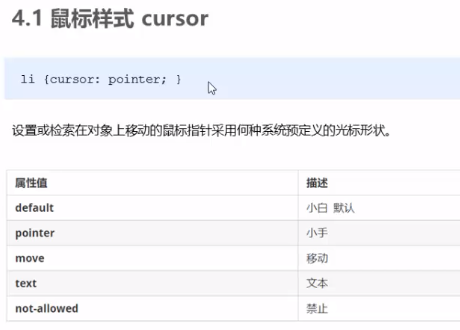 4.1 鼠标样式 cursor
li {cursor: pointer; }
设置或检索在对象上移动的鼠标指针采用何种系统预定义的光标形状。
属性值 描述
default 小白 默认
pointer 小手
move 移动
text 文本
not-allowed 禁止